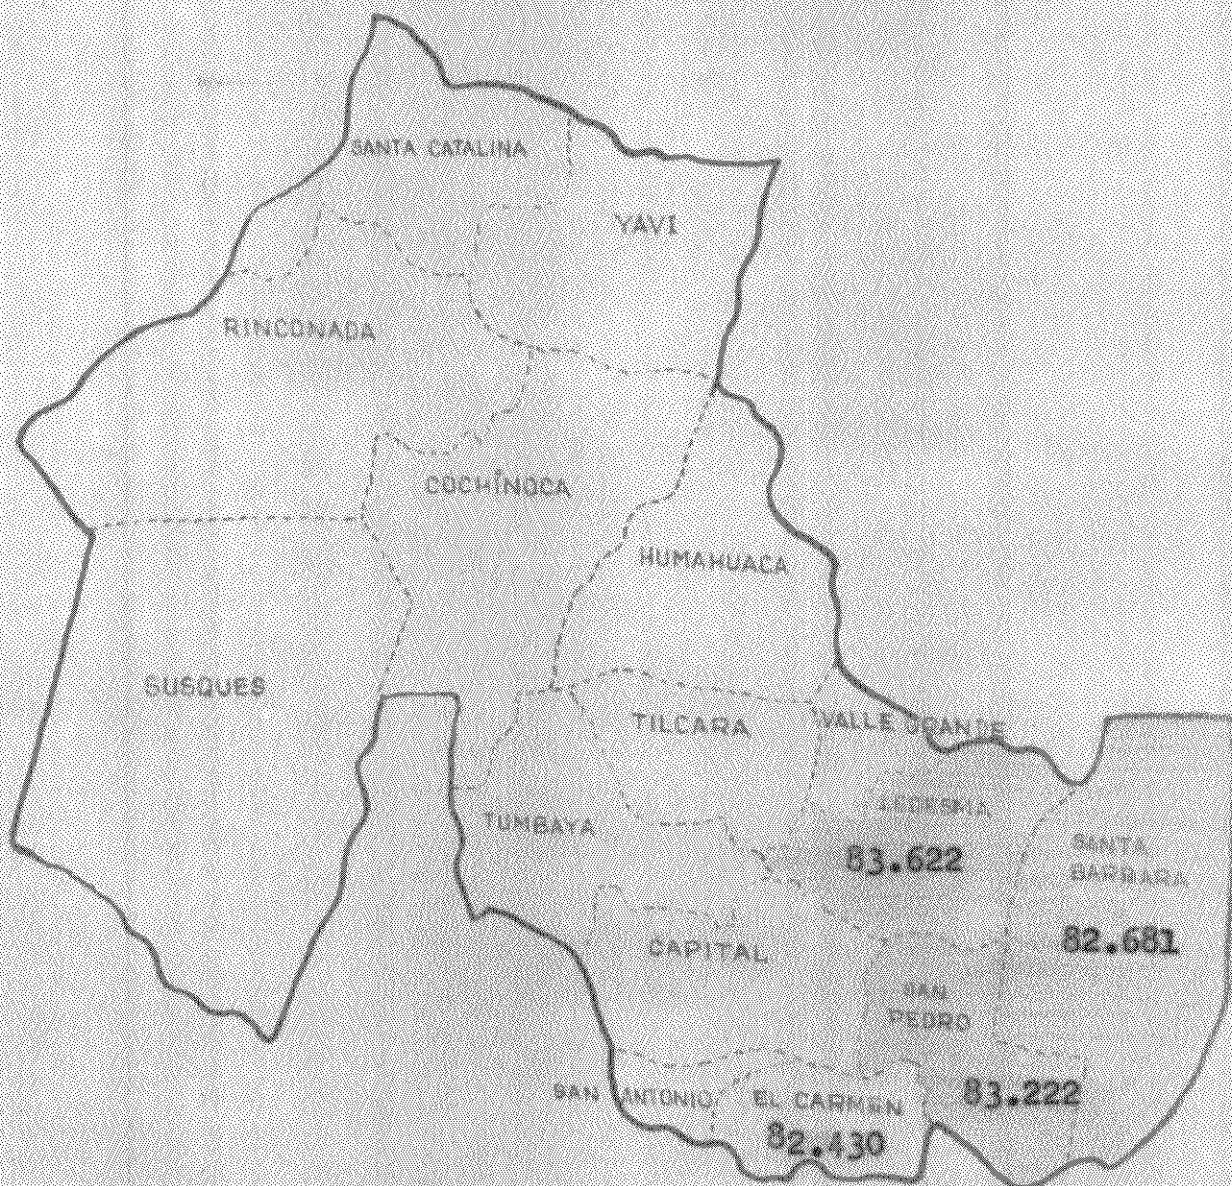 SANTA CATALINA
YAVI
RINCONADA
COCHINOCA
HUMAHUACA
SUSQUES
TILCARA
VALLE GRANDE
LEDESMA
TUMBAYA
83.622
SANTA
BARBARA
82.681
CAPITAL
SAN
PEDRO
83.222
SAN ANTONIO
EL CARMEN
82.430